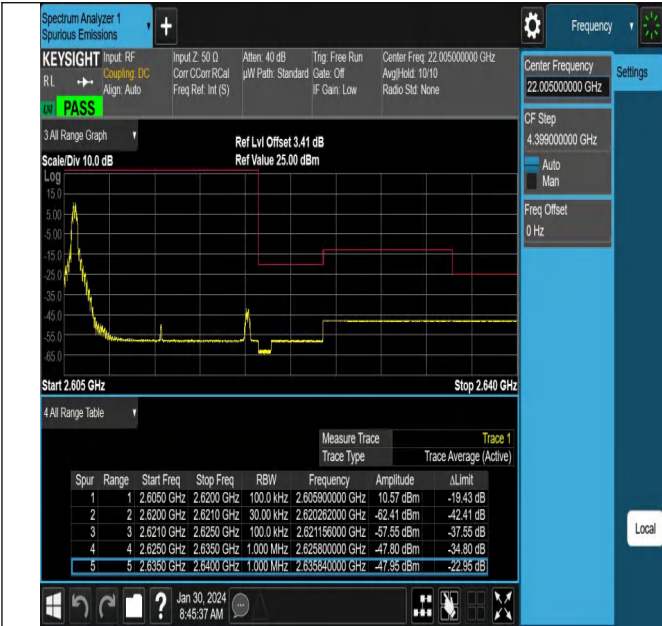 Spectrum Analyzer 1
Spurious Emissions
Frequency
KEYSIGHT Input: RF Input Z: 50 Ω Atten: 40 dB Trig: Free Run Center Freq: 22.005000000 GHz
RL Coupling: DC Corr CCorr RCal µW Path: Standard Gate: Off Avg|Hold: 10/10
Align: Auto Freq Ref: Int (S) IF Gain: Low Radio Std: None
LXI PASS
Center Frequency
22.005000000 GHz
Settings
CF Step
4.399000000 GHz
Auto
Man
Freq Offset
0 Hz
3 All Range Graph
Ref Lvl Offset 3.41 dB
Scale/Div 10.0 dB Ref Value 25.00 dBm
Log
15.0
5.00
-5.00
-15.0
-25.0
-35.0
-45.0
-55.0
-65.0
Start 2.605 GHz Stop 2.640 GHz
4 All Range Table
Measure Trace Trace 1
Trace Type Trace Average (Active)
Spur Range Start Freq Stop Freq RBW Frequency Amplitude ΔLimit
1 1 2.6050 GHz 2.6200 GHz 100.0 kHz 2.605900000 GHz 10.57 dBm -19.43 dB
2 2 2.6200 GHz 2.6210 GHz 30.00 kHz 2.620262000 GHz -62.41 dBm -42.41 dB
3 3 2.6210 GHz 2.6250 GHz 100.0 kHz 2.621156000 GHz -57.55 dBm -37.55 dB
4 4 2.6250 GHz 2.6350 GHz 1.000 MHz 2.625800000 GHz -47.80 dBm -34.80 dB
5 5 2.6350 GHz 2.6400 GHz 1.000 MHz 2.635840000 GHz -47.95 dBm -22.95 dB
Local
Jan 30, 2024
8:45:37 AM